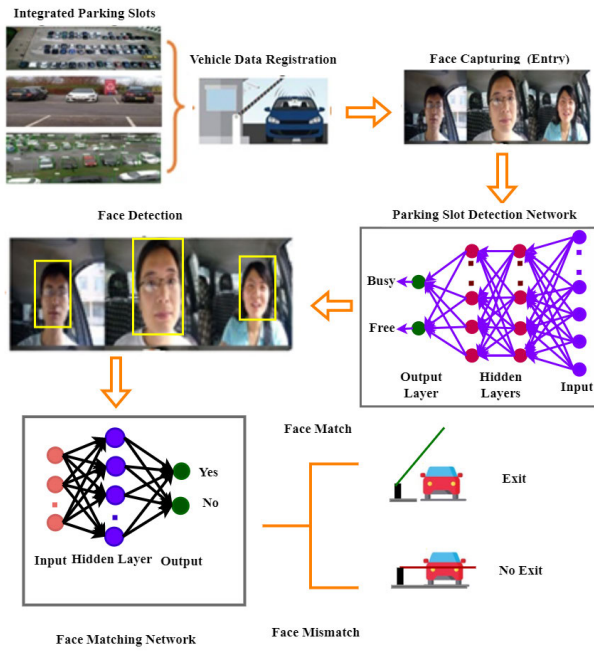 Integrated Parking Slots
Vehicle Data Registration
Face Capturing (Entry)
Face Detection
Parking Slot Detection Network
Busy
Free
Output
Layer
Hidden
Layers
Input
Face Match
Yes
No
Input
Hidden Layer
Output
Exit
No Exit
Face Matching Network
Face Mismatch